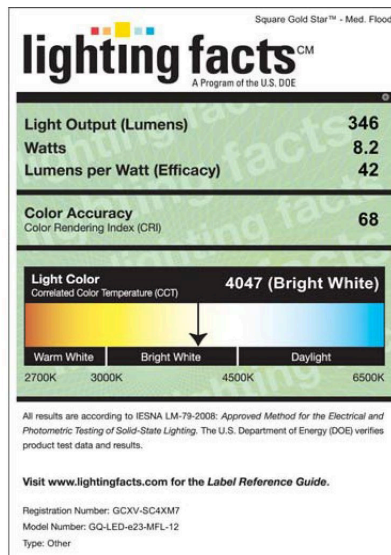 Square Gold Star™ - Med. Flood
lighting facts CM
A Program of the U.S. DOE
Light Output (Lumens) 346
Watts 8.2
Lumens per Watt (Efficacy) 42
Color Accuracy 68
Color Rendering Index (CRI)
Light Color 4047 (Bright White)
Correlated Color Temperature (CCT)
Warm White Bright White Daylight
2700K 3000K 4500K 6500K
All results are according to IESNA LM-79-2008: Approved Method for the Electrical and
Photometric Testing of Solid-State Lighting. The U.S. Department of Energy (DOE) verifies
product test data and results.
Visit www.lightingfacts.com for the Label Reference Guide.
Registration Number: GCXV-SC4XM7
Model Number: GQ-LED-e23-MFL-12
Type: Other